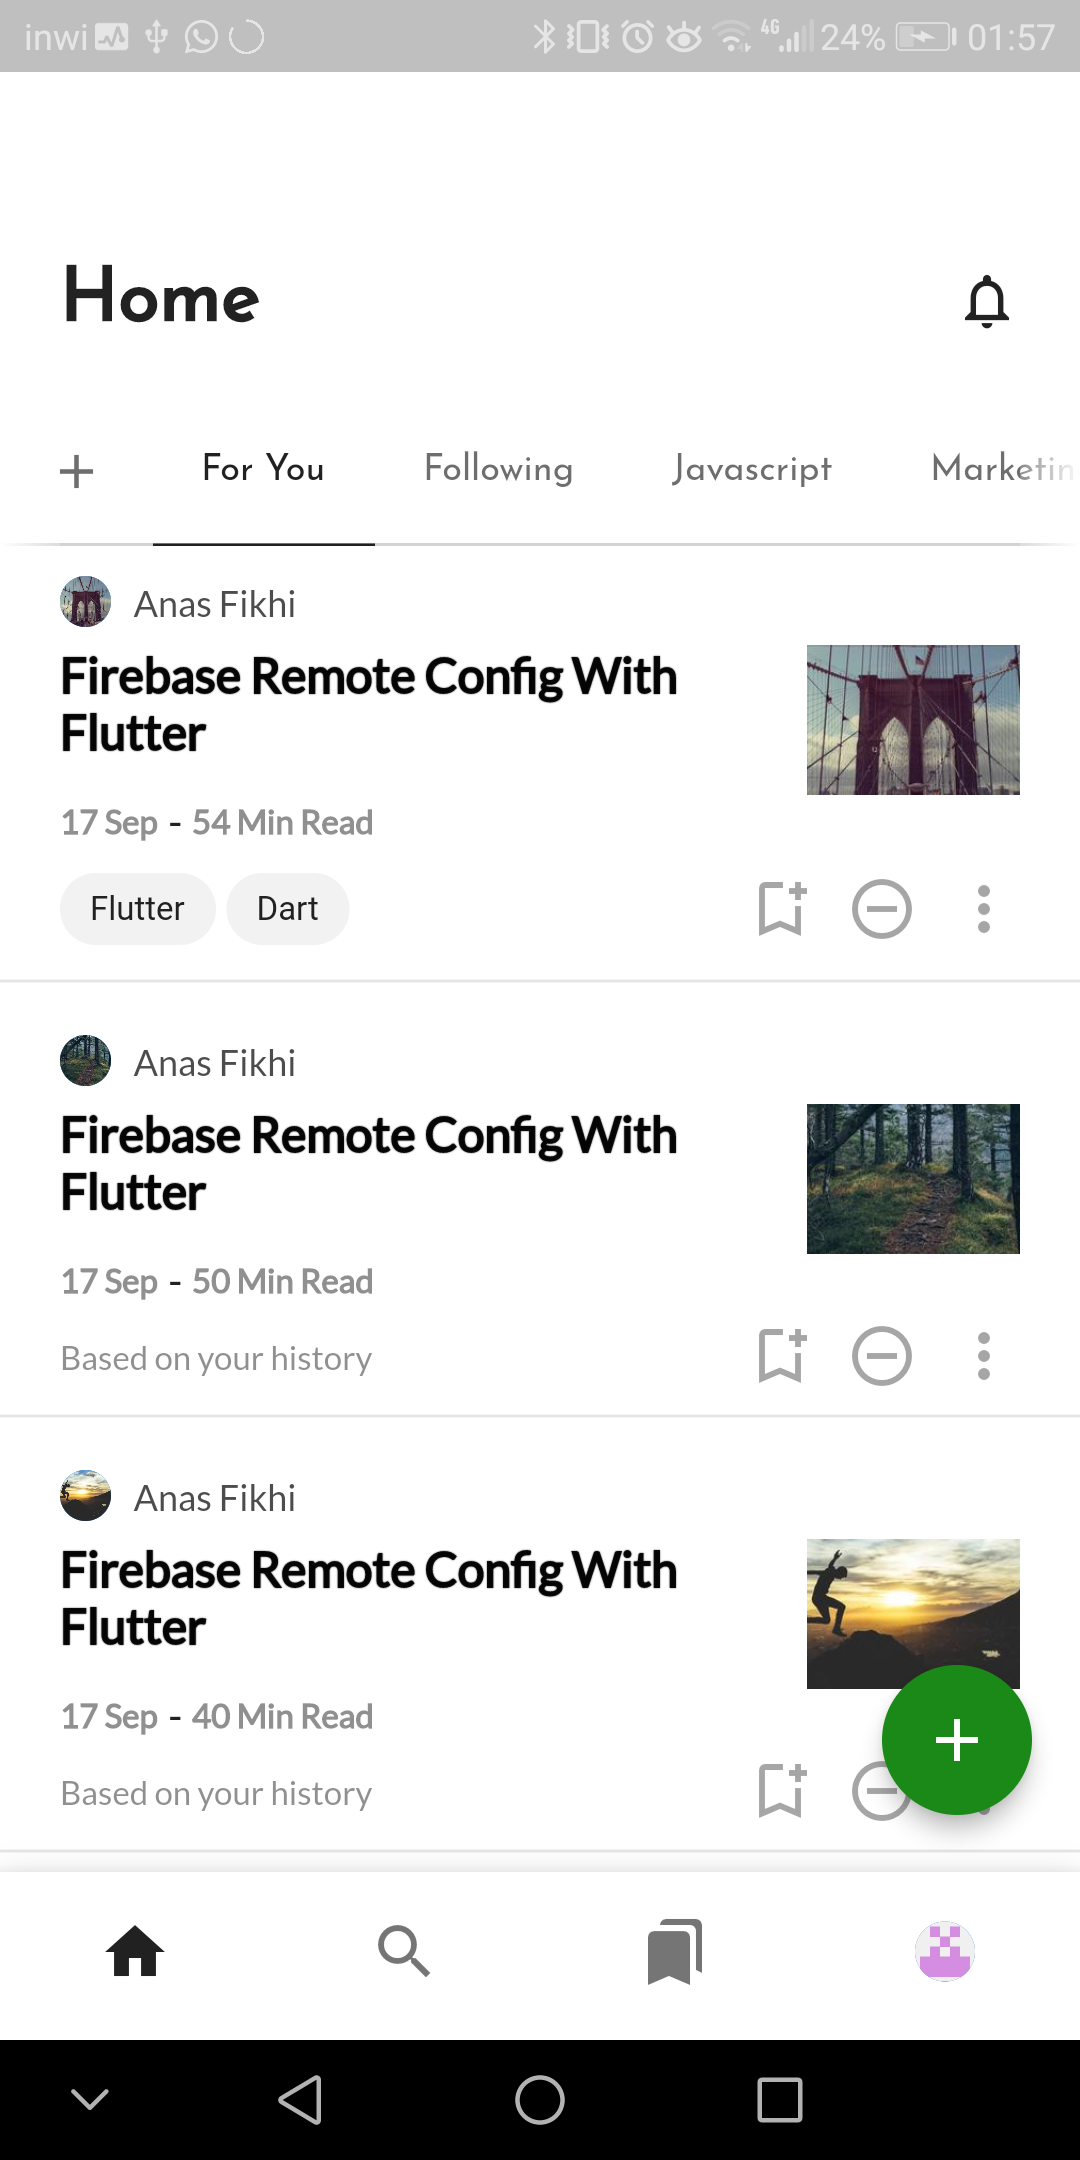 inwi 4G 24% 01:57
Home
For You Following Javascript Marketin
Anas Fikhi
Firebase Remote Config With
Flutter
17 Sep - 54 Min Read
Flutter Dart
Anas Fikhi
Firebase Remote Config With
Flutter
17 Sep - 50 Min Read
Based on your history
Anas Fikhi
Firebase Remote Config With
Flutter
17 Sep - 40 Min Read
Based on your history